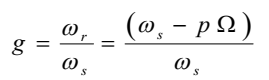 g = ω_r / ω_s = (ω_s − p Ω) / ω_s